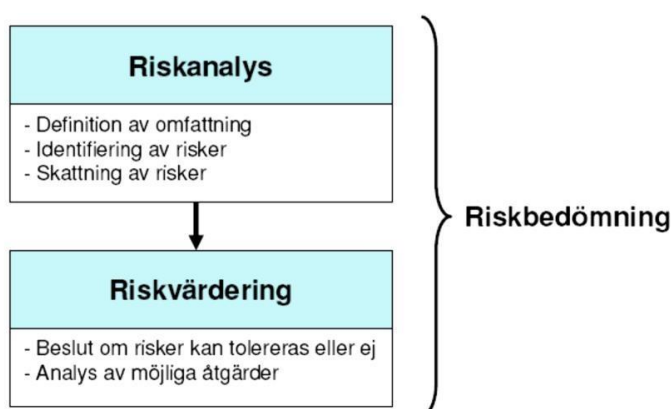 Riskanalys
- Definition av omfattning
- Identifiering av risker
- Skattning av risker
Riskbedömning
Riskvärdering
- Beslut om risker kan tolereras eller ej
- Analys av möjliga åtgärder